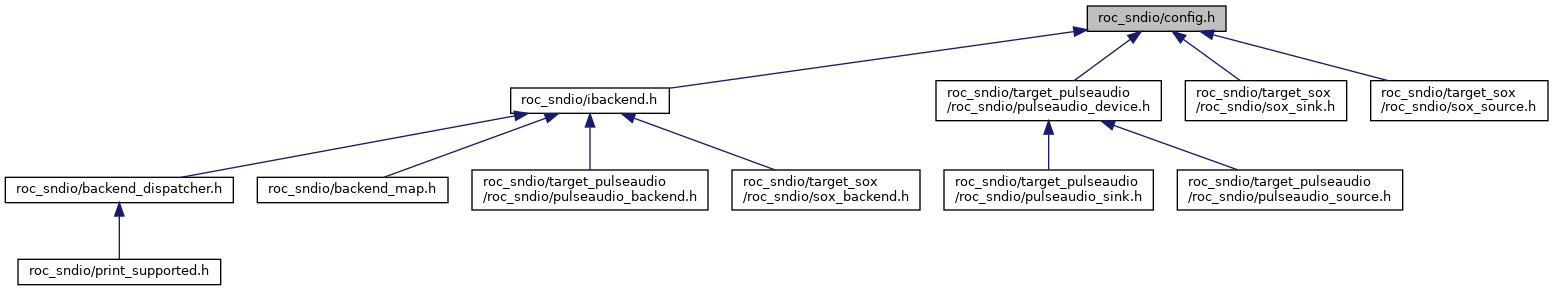 roc_sndio/config.h
roc_sndio/ibackend.h
roc_sndio/target_pulseaudio
/roc_sndio/pulseaudio_device.h
roc_sndio/target_sox
/roc_sndio/sox_sink.h
roc_sndio/target_sox
/roc_sndio/sox_source.h
roc_sndio/backend_dispatcher.h
roc_sndio/backend_map.h
roc_sndio/target_pulseaudio
/roc_sndio/pulseaudio_backend.h
roc_sndio/target_sox
/roc_sndio/sox_backend.h
roc_sndio/target_pulseaudio
/roc_sndio/pulseaudio_sink.h
roc_sndio/target_pulseaudio
/roc_sndio/pulseaudio_source.h
roc_sndio/print_supported.h